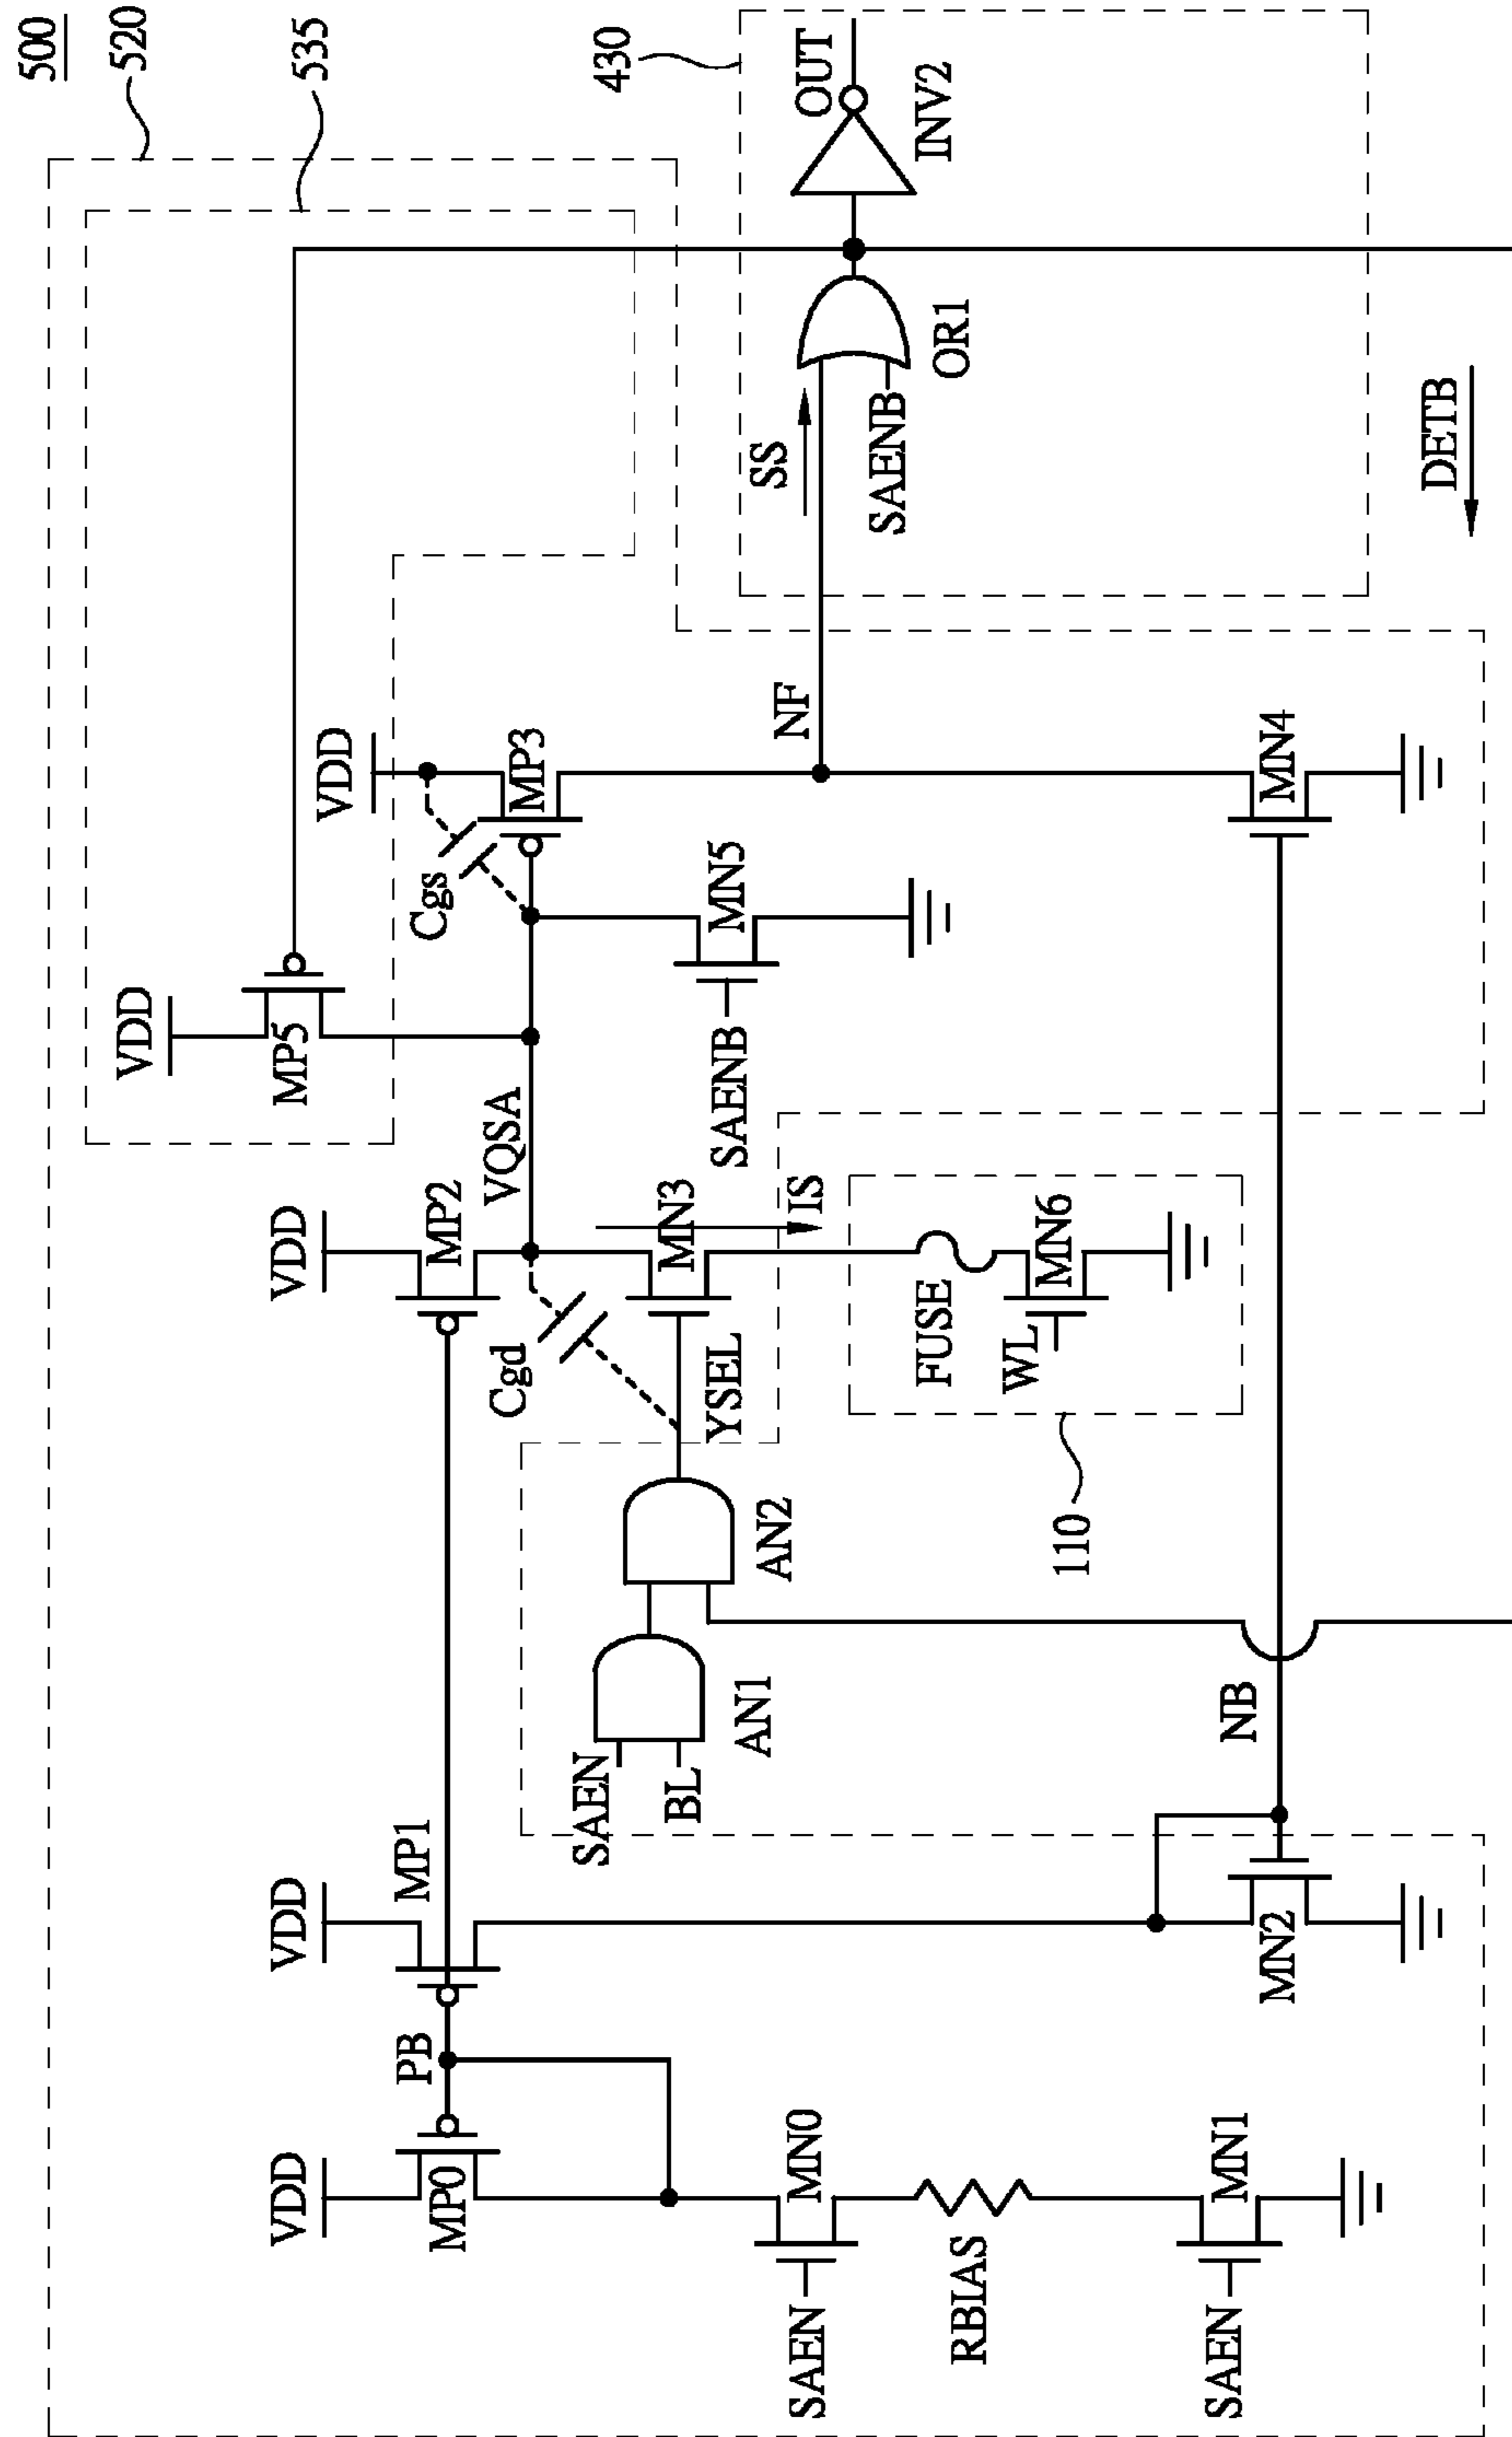 500
520
535
430
VDD
MP0
PB
SAEN
MN0
RBIAS
SAEN
MN1
VDD
MP1
MN2
NB
SAEN
BL
AN1
AN2
YSEL
Cgd
VDD
MP2
VQSA
MN3
IS
FUSE
WL
MN6
110
VDD
MP5
SAENB
MN5
Cgs
VDD
MP3
NF
MN4
SS
SAENB
OR1
OUT
INV2
DETB